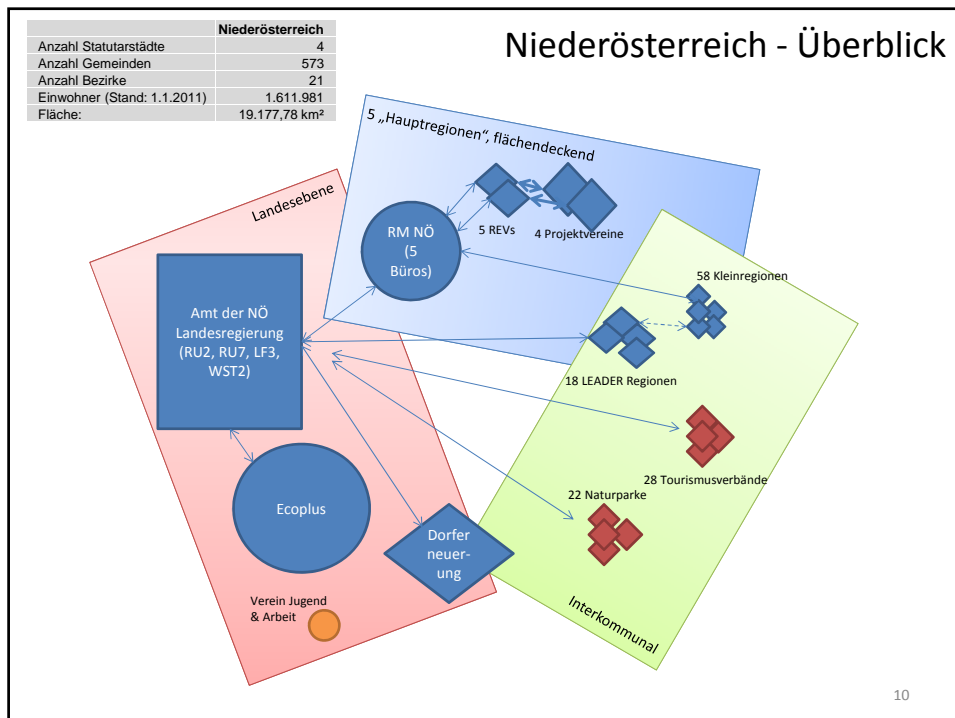 Niederösterreich
Anzahl Statutarstädte 4
Anzahl Gemeinden 573
Anzahl Bezirke 21
Einwohner (Stand: 1.1.2011) 1.611.981
Fläche: 19.177,78 km²
Niederösterreich - Überblick
5 „Hauptregionen“, flächendeckend
Landesebene
RM NÖ
(5
Büros)
5 REVs
4 Projektvereine
58 Kleinregionen
Amt der NÖ
Landesregierung
(RU2, RU7, LF3,
WST2)
18 LEADER Regionen
28 Tourismusverbände
22 Naturparke
Ecoplus
Dorfer
neuer-
ung
Verein Jugend
& Arbeit
Interkommunal
10